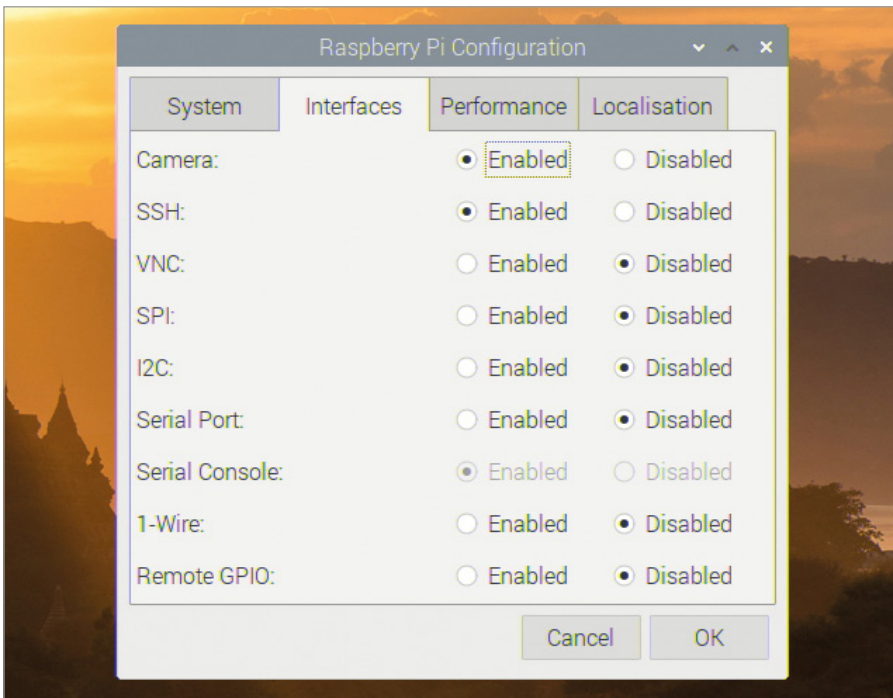 Raspberry Pi Configuration
System Interfaces Performance Localisation
Camera: Enabled Disabled
SSH: Enabled Disabled
VNC: Enabled Disabled
SPI: Enabled Disabled
I2C: Enabled Disabled
Serial Port: Enabled Disabled
Serial Console: Enabled Disabled
1-Wire: Enabled Disabled
Remote GPIO: Enabled Disabled
Cancel OK